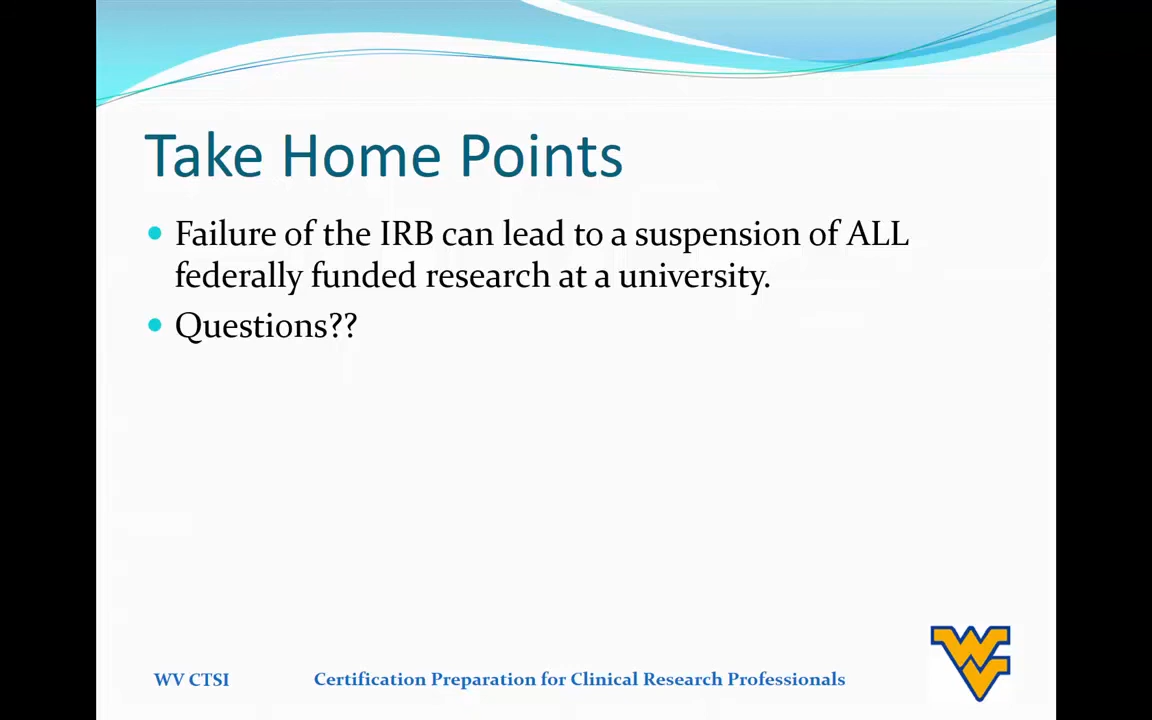 Take Home Points
• Failure of the IRB can lead to a suspension of ALL
federally funded research at a university.
• Questions??
WV CTSI
Certification Preparation for Clinical Research Professionals
WV